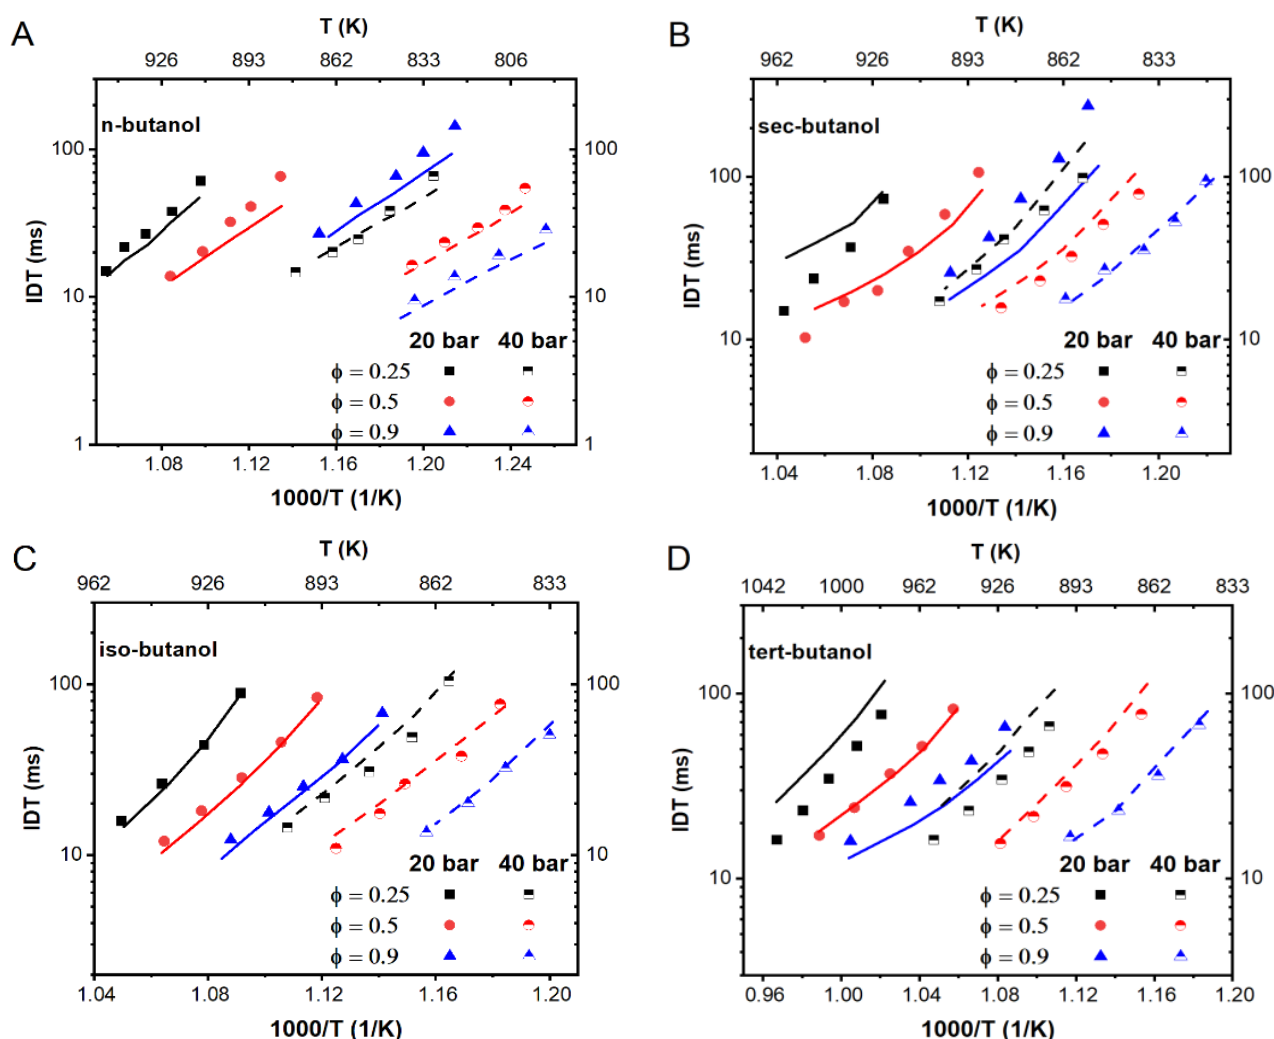 A
T (K)
926 893 862 833 806
n-butanol
100 100
10 10
1 1
IDT (ms)
20 bar 40 bar
ϕ = 0.25
ϕ = 0.5
ϕ = 0.9
1.08 1.12 1.16 1.20 1.24
1000/T (1/K)
B
T (K)
962 926 893 862 833
sec-butanol
100 100
10 10
IDT (ms)
20 bar 40 bar
ϕ = 0.25
ϕ = 0.5
ϕ = 0.9
1.04 1.08 1.12 1.16 1.20
1000/T (1/K)
C
T (K)
962 926 893 862 833
iso-butanol
100 100
10 10
IDT (ms)
20 bar 40 bar
ϕ = 0.25
ϕ = 0.5
ϕ = 0.9
1.04 1.08 1.12 1.16 1.20
1000/T (1/K)
D
T (K)
1042 1000 962 926 893 862 833
tert-butanol
100 100
10 10
IDT (ms)
20 bar 40 bar
ϕ = 0.25
ϕ = 0.5
ϕ = 0.9
0.96 1.00 1.04 1.08 1.12 1.16 1.20
1000/T (1/K)